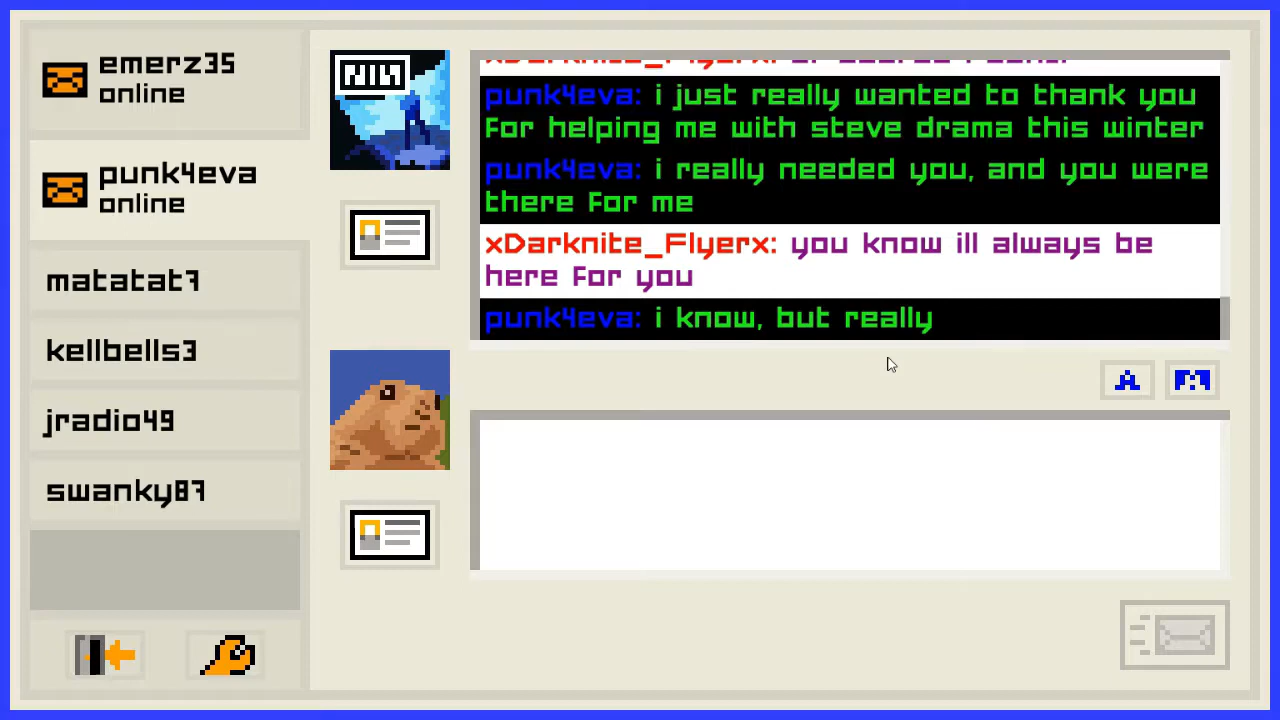 emerz35
online
punk4eva
online
matatat7
kellbells3
jradio49
swanky87
NIN
punk4eva: i just really wanted to thank you
For helping me with steve drama this winter
punk4eva: i really needed you, and you were
there For me
xDarknite_Flyerx: you know ill always be
here For you
punk4eva: i know, but really
A